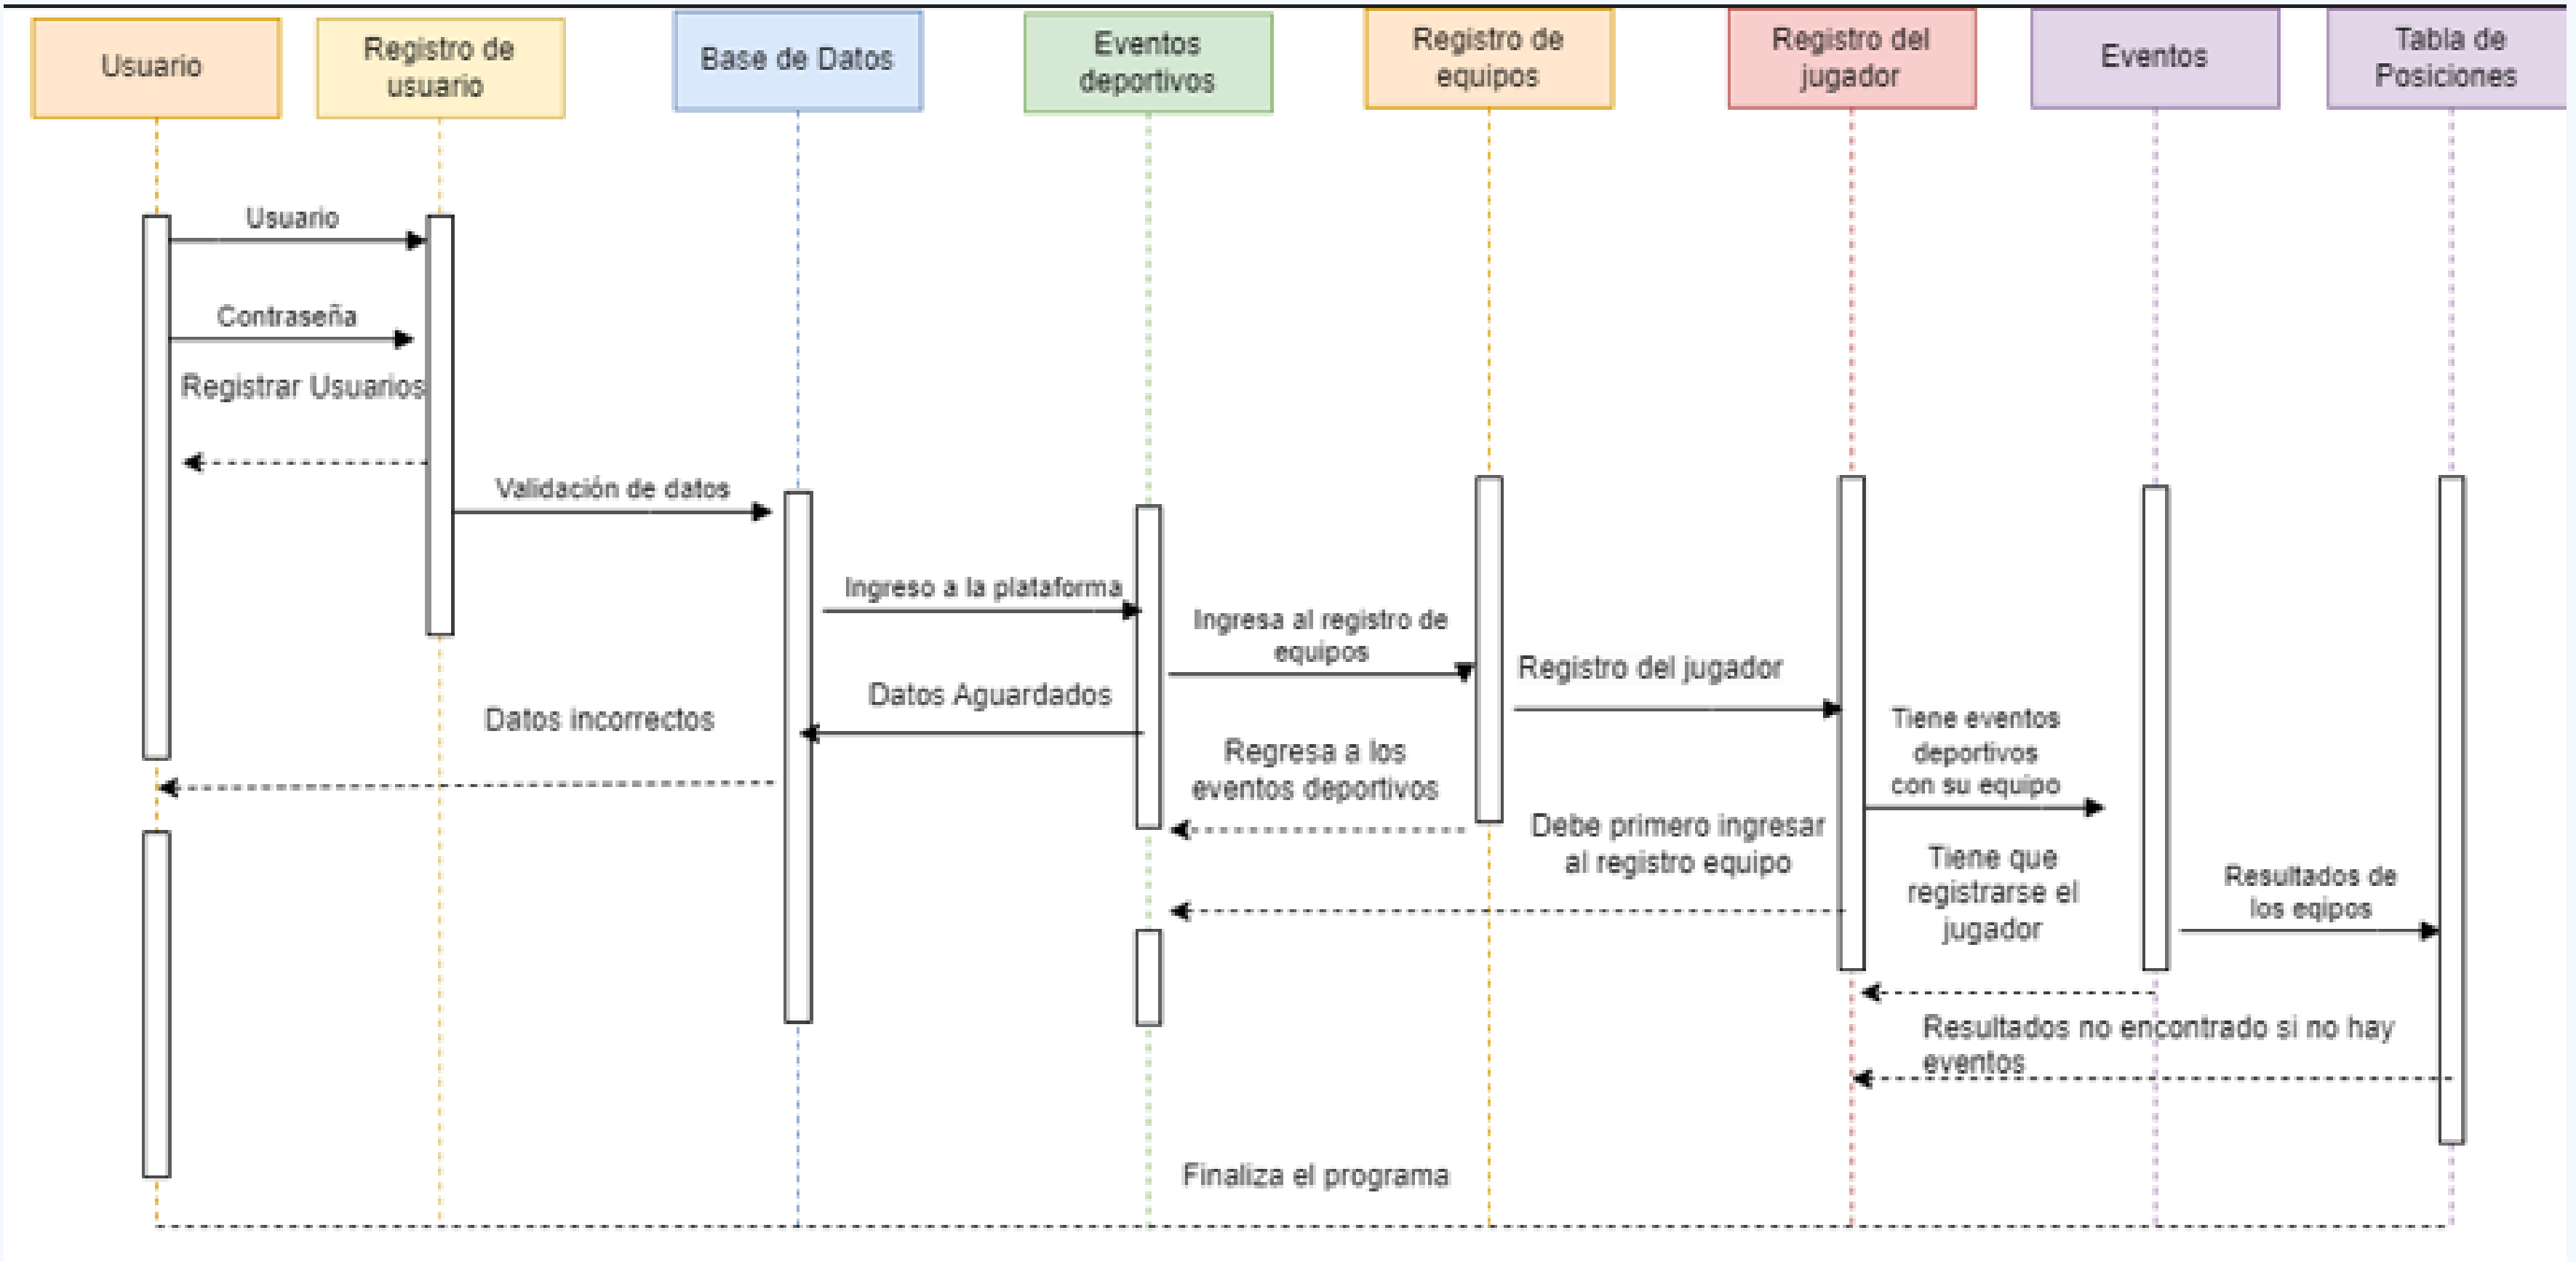 Usuario
Registro de
usuario
Base de Datos
Eventos
deportivos
Registro de
equipos
Registro del
jugador
Eventos
Tabla de
Posiciones
Usuario
Contraseña
Registrar Usuarios
Validación de datos
Ingreso a la plataforma
Ingresa al registro de
equipos
Registro del jugador
Datos Aguardados
Datos incorrectos
Tiene eventos
deportivos
con su equipo
Regresa a los
eventos deportivos
Debe primero ingresar
al registro equipo
Tiene que
registrarse el
jugador
Resultados de
los eqipos
Resultados no encontrado si no hay
eventos
Finaliza el programa